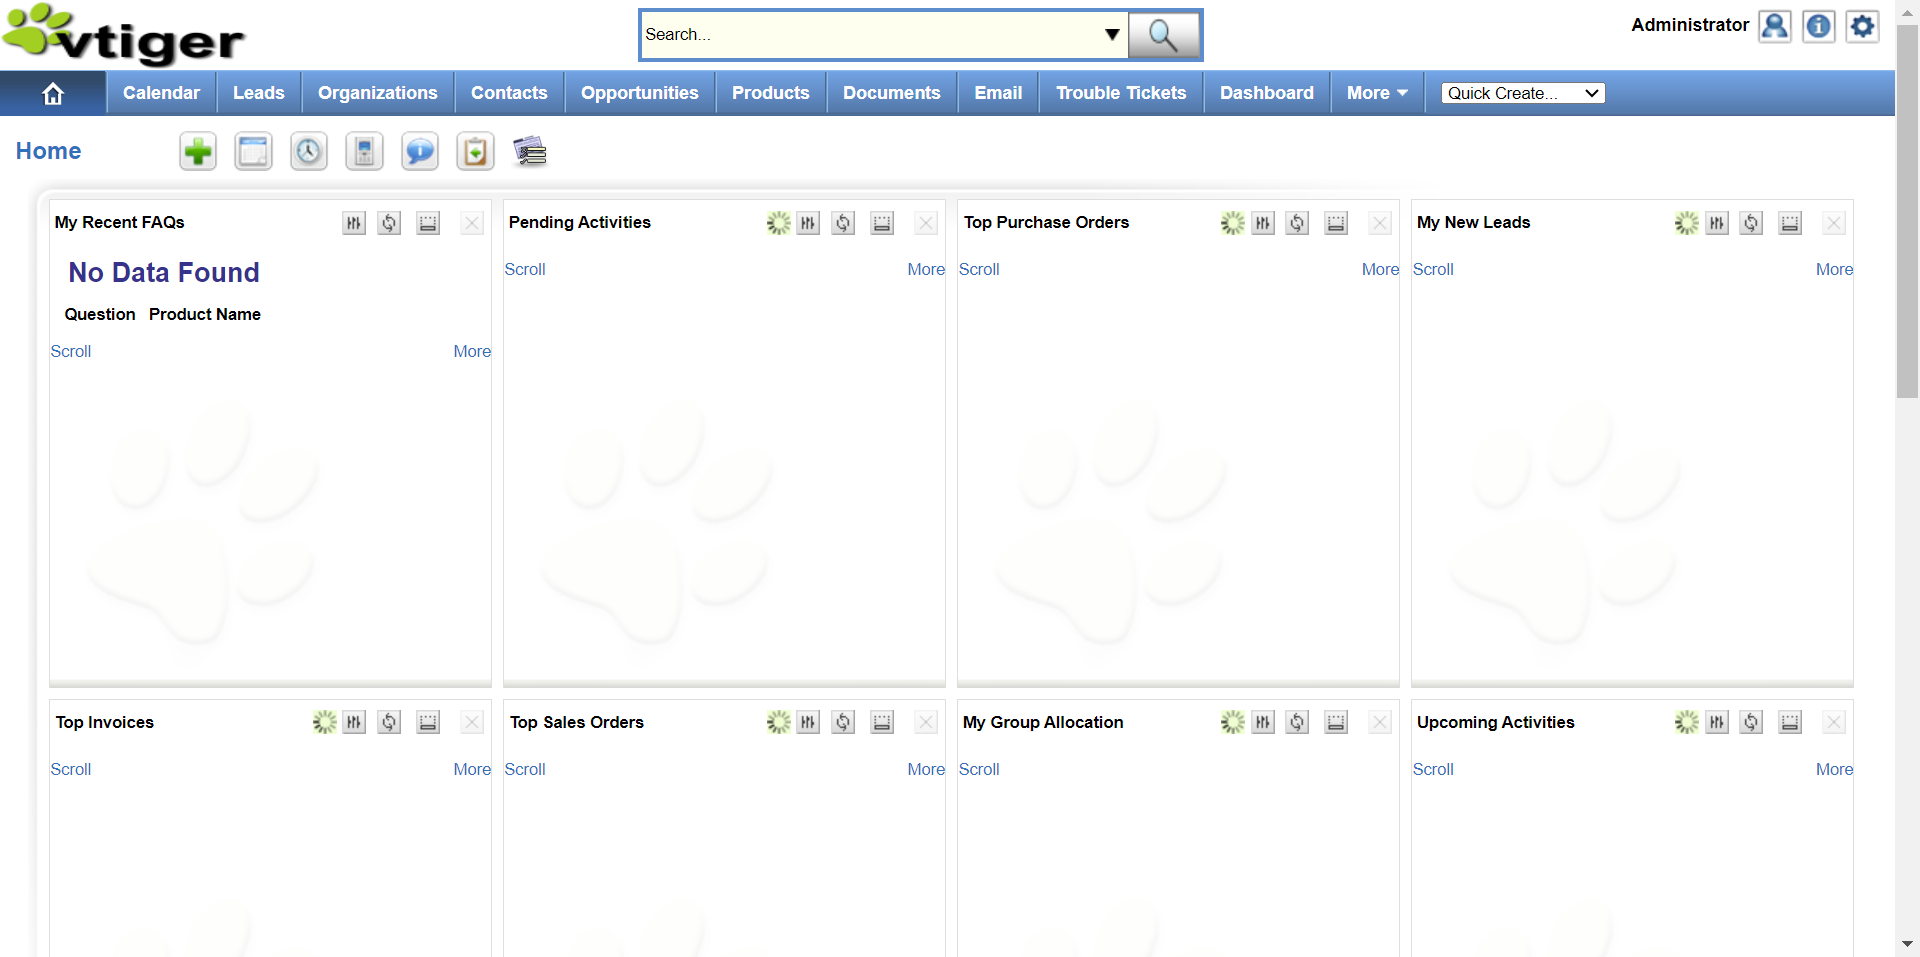 vtiger
Search...
Administrator
Calendar Leads Organizations Contacts Opportunities Products Documents Email Trouble Tickets Dashboard More Quick Create...
Home
My Recent FAQs
No Data Found
Question Product Name
Scroll More
Pending Activities
Scroll More
Top Purchase Orders
Scroll More
My New Leads
Scroll More
Top Invoices
Scroll More
Top Sales Orders
Scroll More
My Group Allocation
Scroll
Upcoming Activities
Scroll More